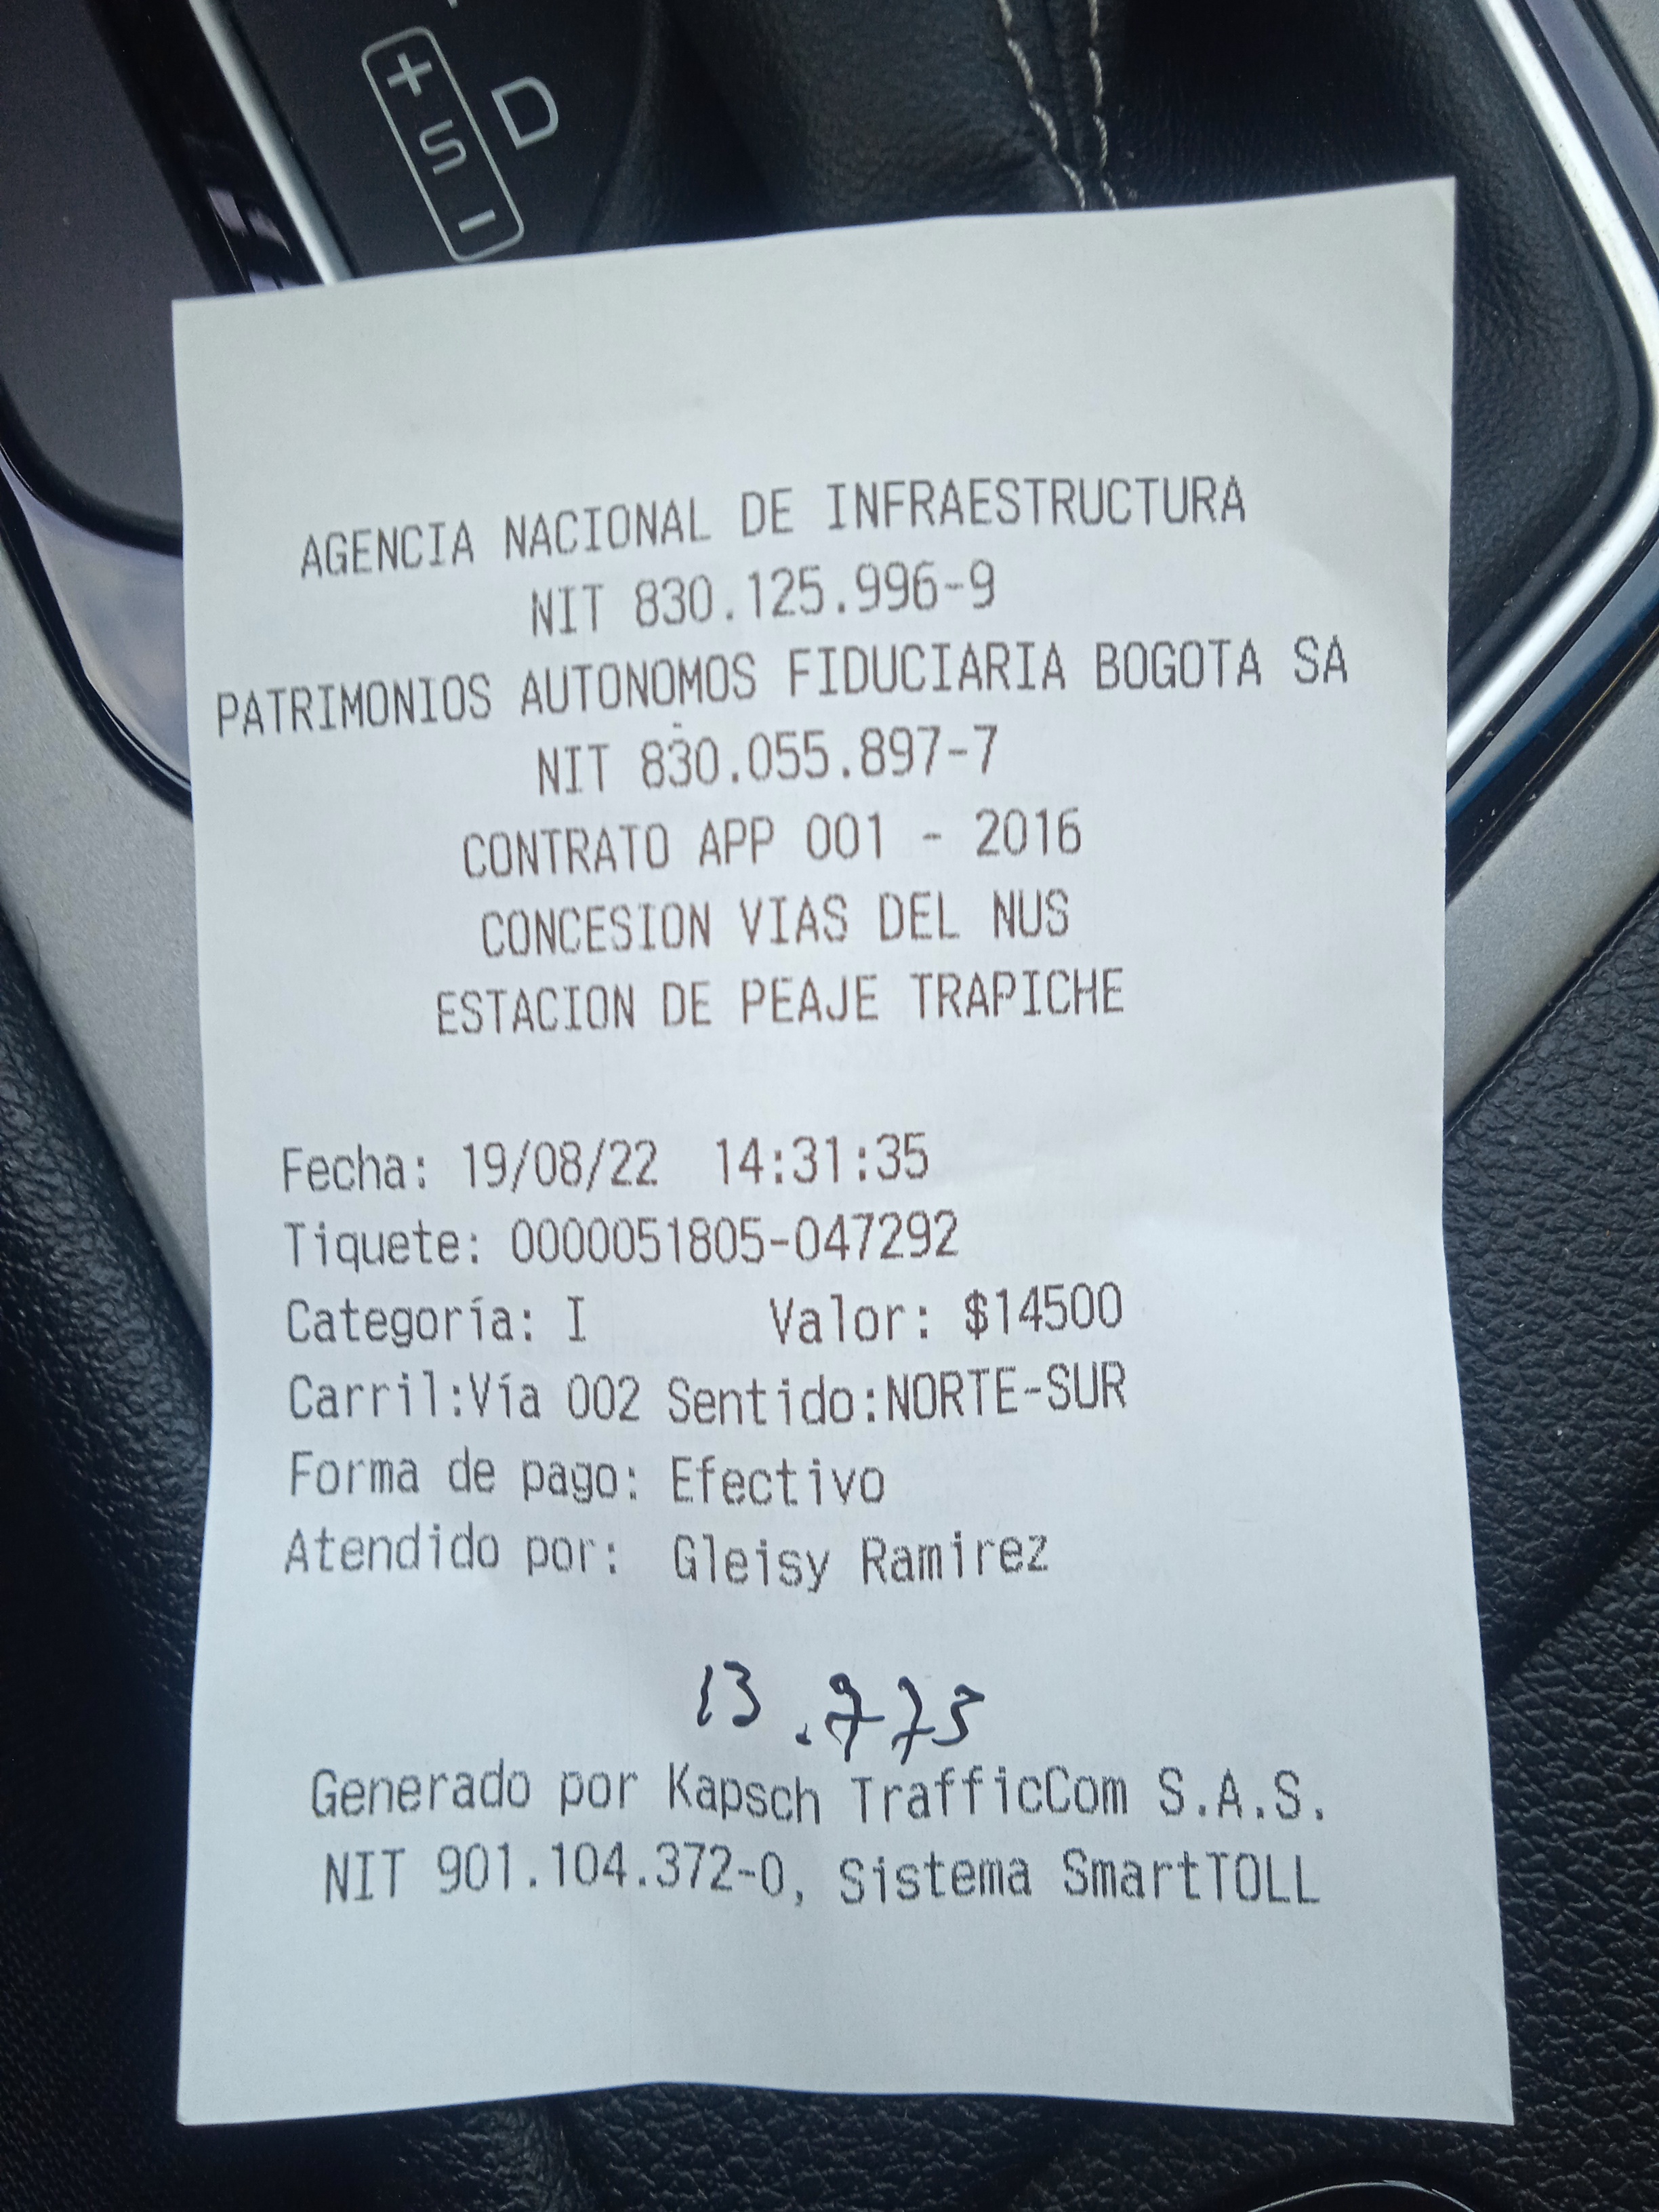 +
S D
-
AGENCIA NACIONAL DE INFRAESTRUCTURA
NIT 830.125.996-9
PATRIMONIOS AUTONOMOS FIDUCIARIA BOGOTA SA
NIT 830.055.897-7
CONTRATO APP 001 - 2016
CONCESION VIAS DEL NUS
ESTACION DE PEAJE TRAPICHE
Fecha: 19/08/22 14:31:35
Tiquete: 0000051805-047292
Categoría: I Valor: $14500
Carril:Vía 002 Sentido:NORTE-SUR
Forma de pago: Efectivo
Atendido por: Gleisy Ramirez
13.773
Generado por Kapsch TrafficCom S.A.S.
NIT 901.104.372-0, Sistema SmartTOLL